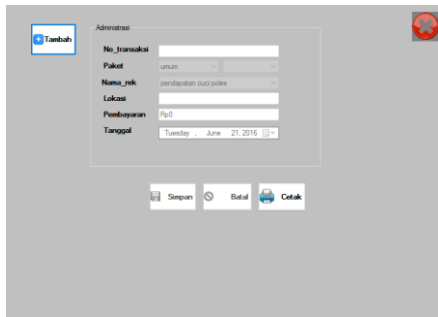 Tambah
Administrasi
No_transaksi
Paket umum
Nama_rek pendapatan cuci poles
Lokasi
Pembayaran Rp0
Tanggal Tuesday , June 21, 2016
Simpan Batal Cetak